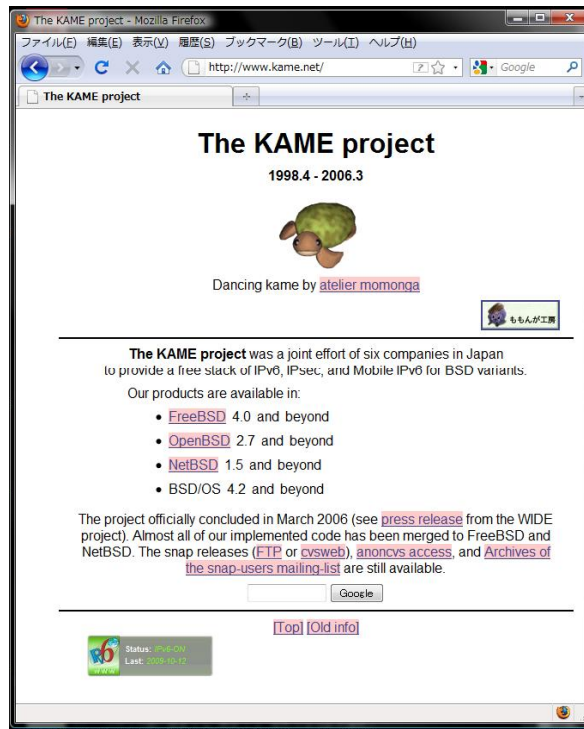 The KAME project - Mozilla Firefox
ファイル(F) 編集(E) 表示(V) 履歴(S) ブックマーク(B) ツール(T) ヘルプ(H)
http://www.kame.net/
Google
The KAME project
The KAME project
1998.4 - 2006.3
Dancing kame by atelier momonga
ももんが工房
The KAME project was a joint effort of six companies in Japan
to provide a free stack of IPv6, IPsec, and Mobile IPv6 for BSD variants.
Our products are available in:
• FreeBSD 4.0 and beyond
• OpenBSD 2.7 and beyond
• NetBSD 1.5 and beyond
• BSD/OS 4.2 and beyond
The project officially concluded in March 2006 (see press release from the WIDE
project). Almost all of our implemented code has been merged to FreeBSD and
NetBSD. The snap releases (FTP or cvsweb), anoncvs access, and Archives
of the snap-users mailing-list are still available.
Google
[Top] [Old info]
Status: IPv6-ON
Last: 2009-10-12
www